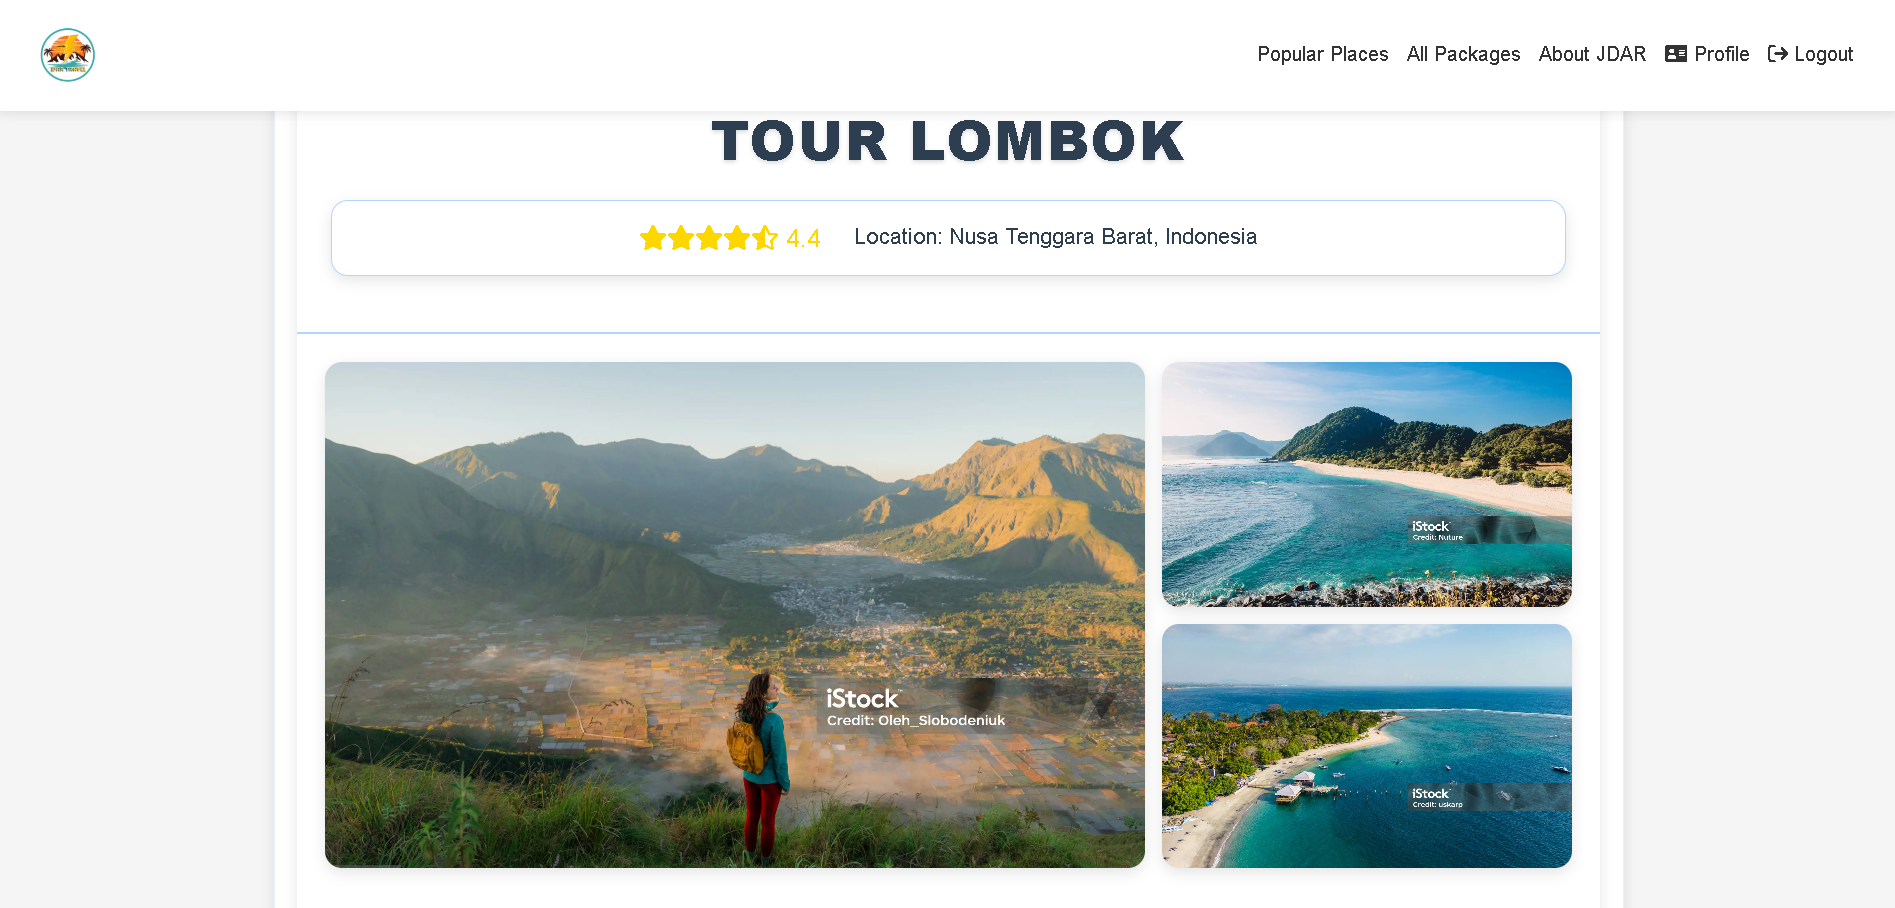 Popular Places All Packages About JDAR Profile Logout
TOUR LOMBOK
4.4 Location: Nusa Tenggara Barat, Indonesia
iStock
Credit: Oleh_Slobodeniuk
iStock
Credit: Nuture
iStock
Credit: uskarp